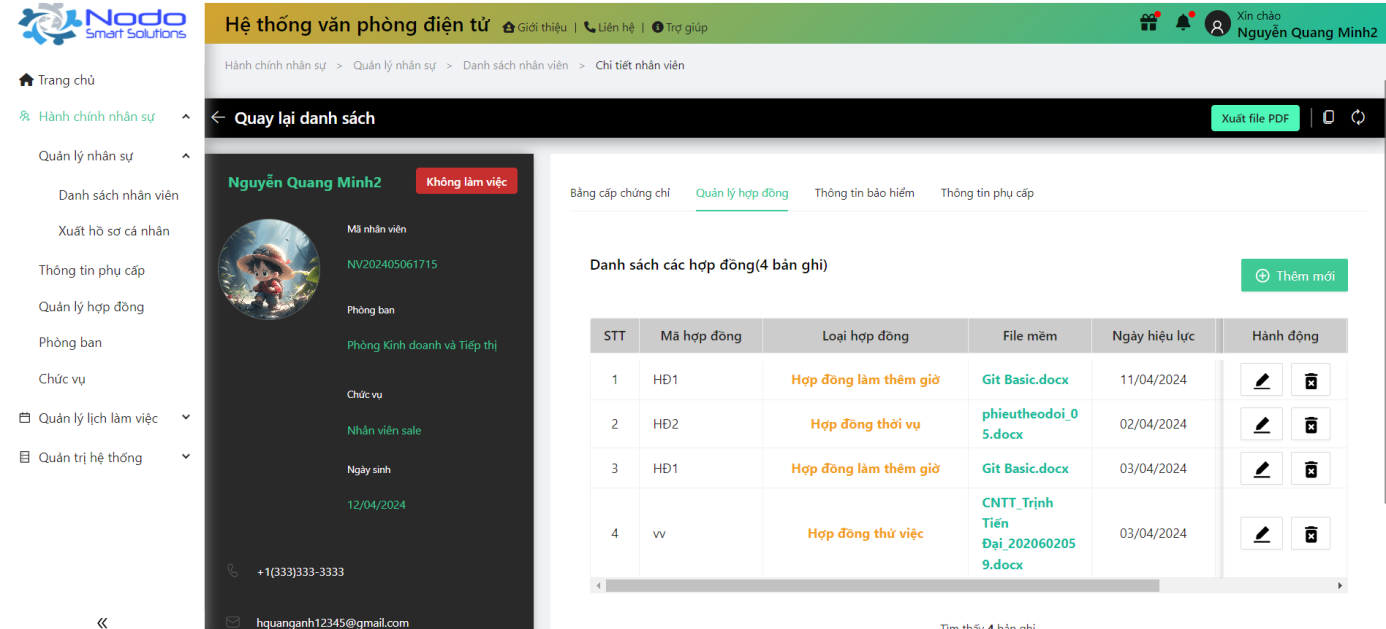 Nodo
Smart Solutions
Hệ thống văn phòng điện tử Giới thiệu | Liên hệ | Trợ giúp
Xin chào
Nguyễn Quang Minh2
Hành chính nhân sự > Quản lý nhân sự > Danh sách nhân viên > Chi tiết nhân viên
Trang chủ
Hành chính nhân sự
Quản lý nhân sự
Danh sách nhân viên
Xuất hồ sơ cá nhân
Thông tin phụ cấp
Quản lý hợp đồng
Phòng ban
Chức vụ
Quản lý lịch làm việc
Quản trị hệ thống
Quay lại danh sách
Xuất file PDF
Nguyễn Quang Minh2
Không làm việc
Mã nhân viên
NV202405061715
Phòng ban
Phòng Kinh doanh và Tiếp thị
Chức vụ
Nhân viên sale
Ngày sinh
12/04/2024
+1(333)333-3333
hquanganh12345@gmail.com
Bằng cấp chứng chỉ Quản lý hợp đồng Thông tin bảo hiểm Thông tin phụ cấp
Danh sách các hợp đồng(4 bản ghi)
Thêm mới
STT Mã hợp đồng Loại hợp đồng File mềm Ngày hiệu lực Hành động
1 HĐ1 Hợp đồng làm thêm giờ Git Basic.docx 11/04/2024
2 HĐ2 Hợp đồng thời vụ phieutheodoi_0
5.docx 02/04/2024
3 HĐ1 Hợp đồng làm thêm giờ Git Basic.docx 03/04/2024
4 vv Hợp đồng thử việc CNTT_Trịnh
Tiến
Đại_202060205
9.docx 03/04/2024
Tìm thấy 4 bản ghi